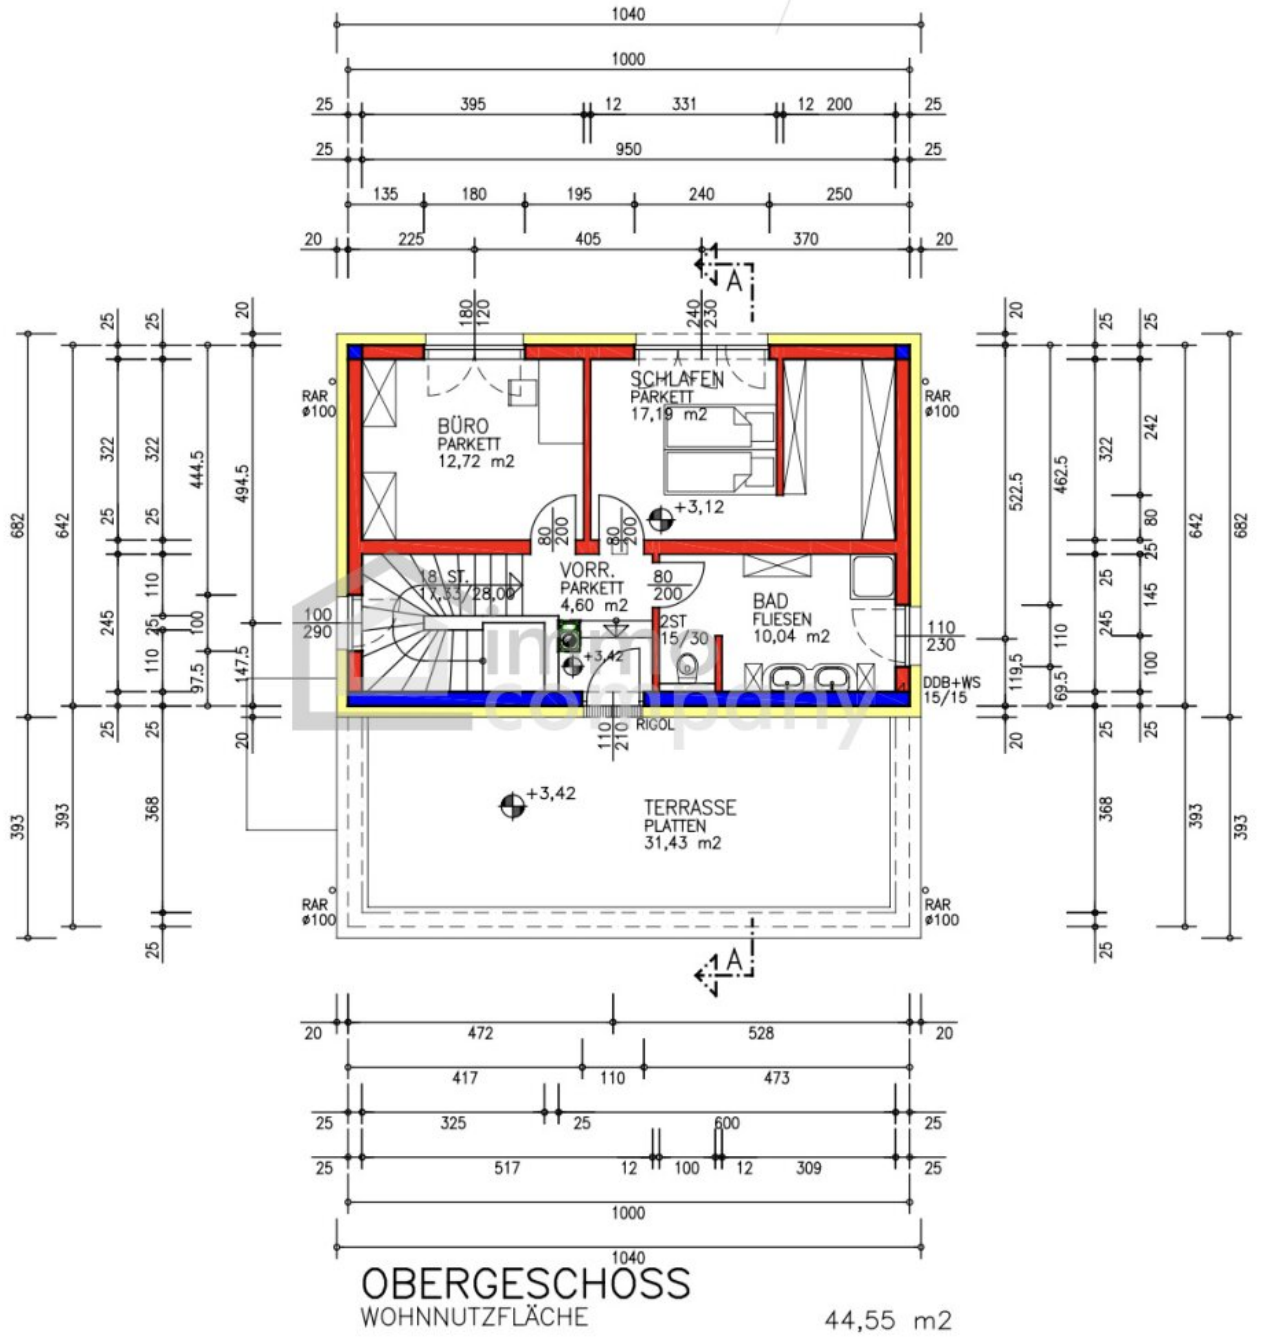 1040
1000
25 395 12 331 12 200 25
25 950 25
135 180 195 240 250
20 225 405 370 20
A
180
120
240
230
20
25
25
20
25
25
RAR
ø100
RAR
ø100
SCHLAFEN
PARKETT
17,19 m2
BÜRO
PARKETT
12,72 m2
+3,12
80
200
80
200
682
642
322
322
444.5
494.5
25
25
245
110
25
110
100
97.5
147.5
25
25
20
522.5
462.5
322
242
80
25
25
642
682
245
145
110
100
119.5
69.5
20
25
25
18 ST.
17,33/28,00
VORR.
PARKETT
4,60 m2
80
200
BAD
FLIESEN
10,04 m2
2ST
15/30
100
290
110
230
+3,42
immo
company
DDB+WS
15/15
RIGOL
110
210
+3,42
TERRASSE
PLATTEN
31,43 m2
393
393
368
25
368
393
393
25
RAR
ø100
RAR
ø100
A
20 472 528 20
417 110 473
25 325 25 600 25
25 517 12 100 12 309 25
1000
1040
OBERGESCHOSS
WOHNNUTZFLÄCHE 44,55 m2